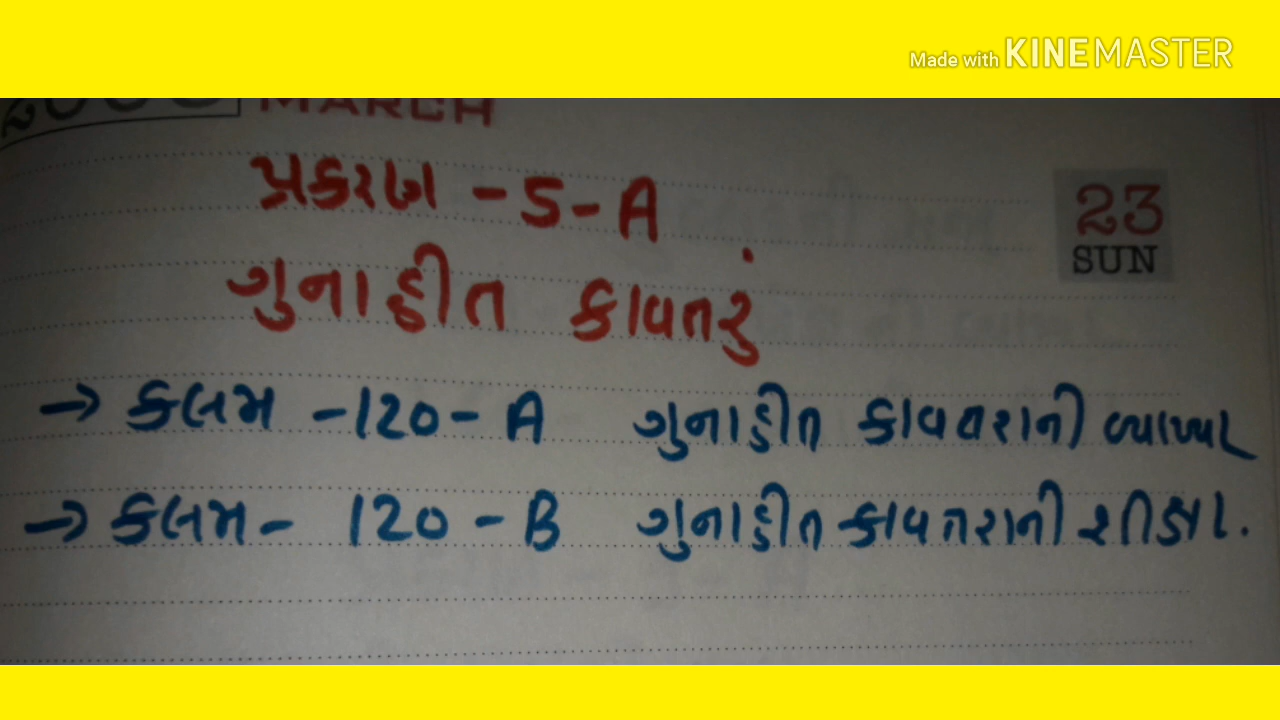 Made with KINEMASTER
MARCH
પ્રકરણ - 5 - A
23
SUN
ગુનાહીત કાવતરું
→ કલમ - 120 - A ગુનાહીત કાવતરાની વ્યાખ્યા
→ કલમ - 120 - B ગુનાહીત કાવતરાની શીક્ષા.